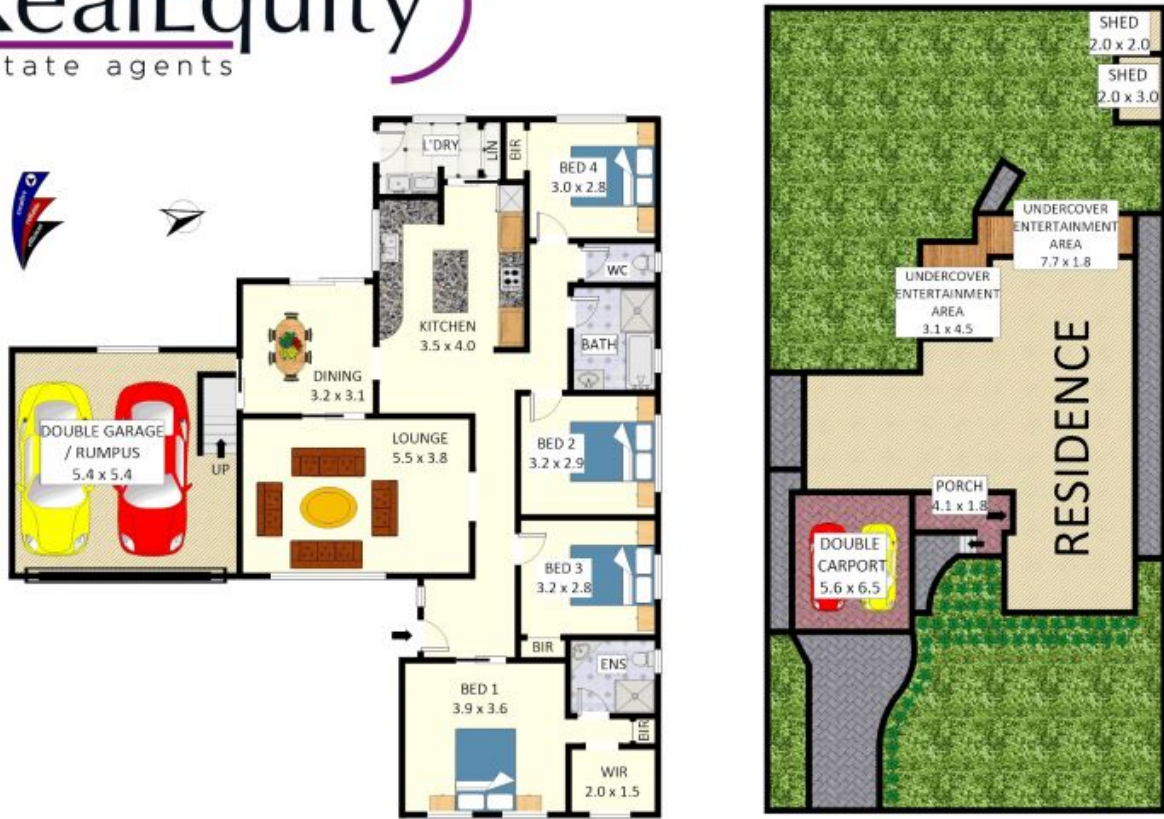 RealEquity
estate agents
L'DRY
LIN
BIR
BED 4
3.0 x 2.8
WC
KITCHEN
3.5 x 4.0
BATH
DINING
3.2 x 3.1
DOUBLE GARAGE
/ RUMPUS
5.4 x 5.4
UP
LOUNGE
5.5 x 3.8
BED 2
3.2 x 2.9
BED 3
3.2 x 2.8
BIR
ENS
BED 1
3.9 x 3.6
BIR
WIR
2.0 x 1.5
SHED
2.0 x 2.0
SHED
2.0 x 3.0
UNDERCOVER
ENTERTAINMENT
AREA
7.7 x 1.8
UNDERCOVER
ENTERTAINMENT
AREA
3.1 x 4.5
RESIDENCE
PORCH
4.1 x 1.8
DOUBLE
CARPORT
5.6 x 6.5